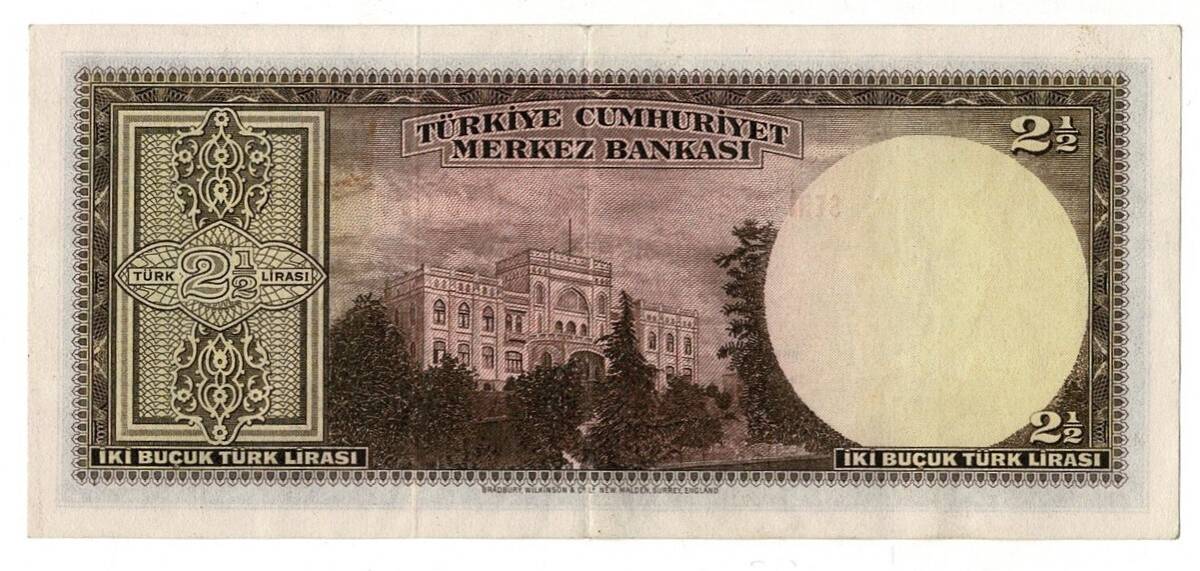 TÜRKİYE CUMHURİYET
MERKEZ BANKASI
2½
TÜRK 2½ LİRASI
2½
İKİ BUÇUK TÜRK LİRASI
İKİ BUÇUK TÜRK LİRASI
BRADBURY, WILKINSON & Cº Lᵈ NEW MALDEN, SURREY, ENGLAND